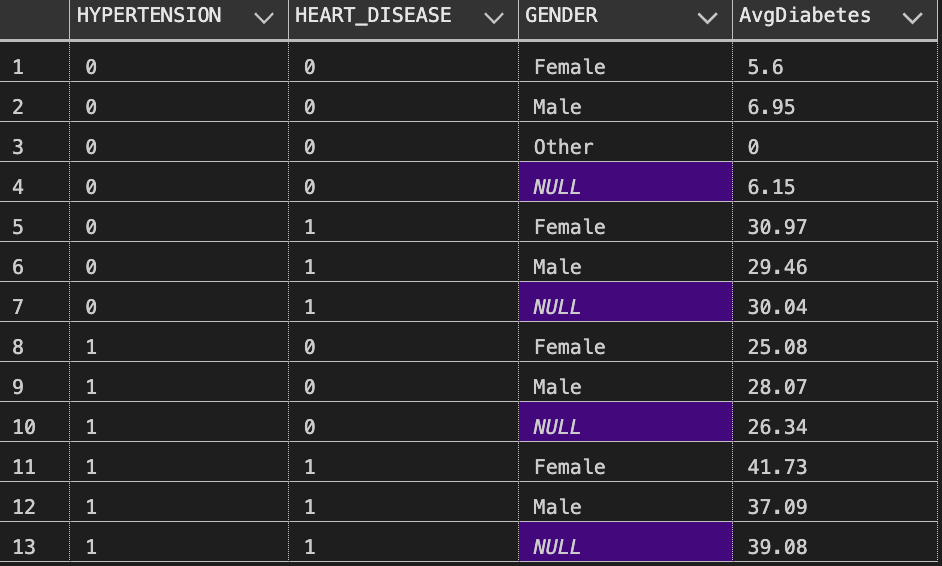 HYPERTENSION HEART_DISEASE GENDER AvgDiabetes
1 0 0 Female 5.6
2 0 0 Male 6.95
3 0 0 Other 0
4 0 0 NULL 6.15
5 0 1 Female 30.97
6 0 1 Male 29.46
7 0 1 NULL 30.04
8 1 0 Female 25.08
9 1 0 Male 28.07
10 1 0 NULL 26.34
11 1 1 Female 41.73
12 1 1 Male 37.09
13 1 1 NULL 39.08